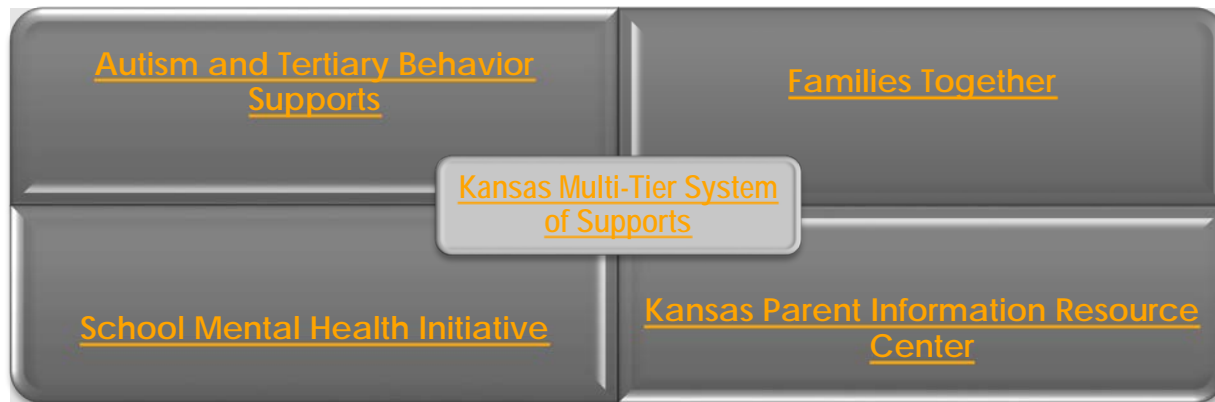 Autism and Tertiary Behavior
Supports
Families Together
Kansas Multi-Tier System
of Supports
School Mental Health Initiative
Kansas Parent Information Resource
Center